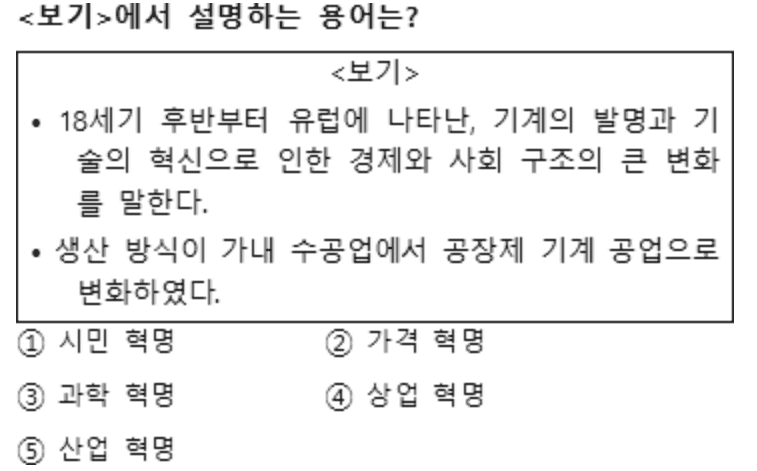 <보기>에서 설명하는 용어는?
<보기>
• 18세기 후반부터 유럽에 나타난, 기계의 발명과 기
술의 혁신으로 인한 경제와 사회 구조의 큰 변화
를 말한다.
• 생산 방식이 가내 수공업에서 공장제 기계 공업으로
변화하였다.
① 시민 혁명 ② 가격 혁명
③ 과학 혁명 ④ 상업 혁명
⑤ 산업 혁명